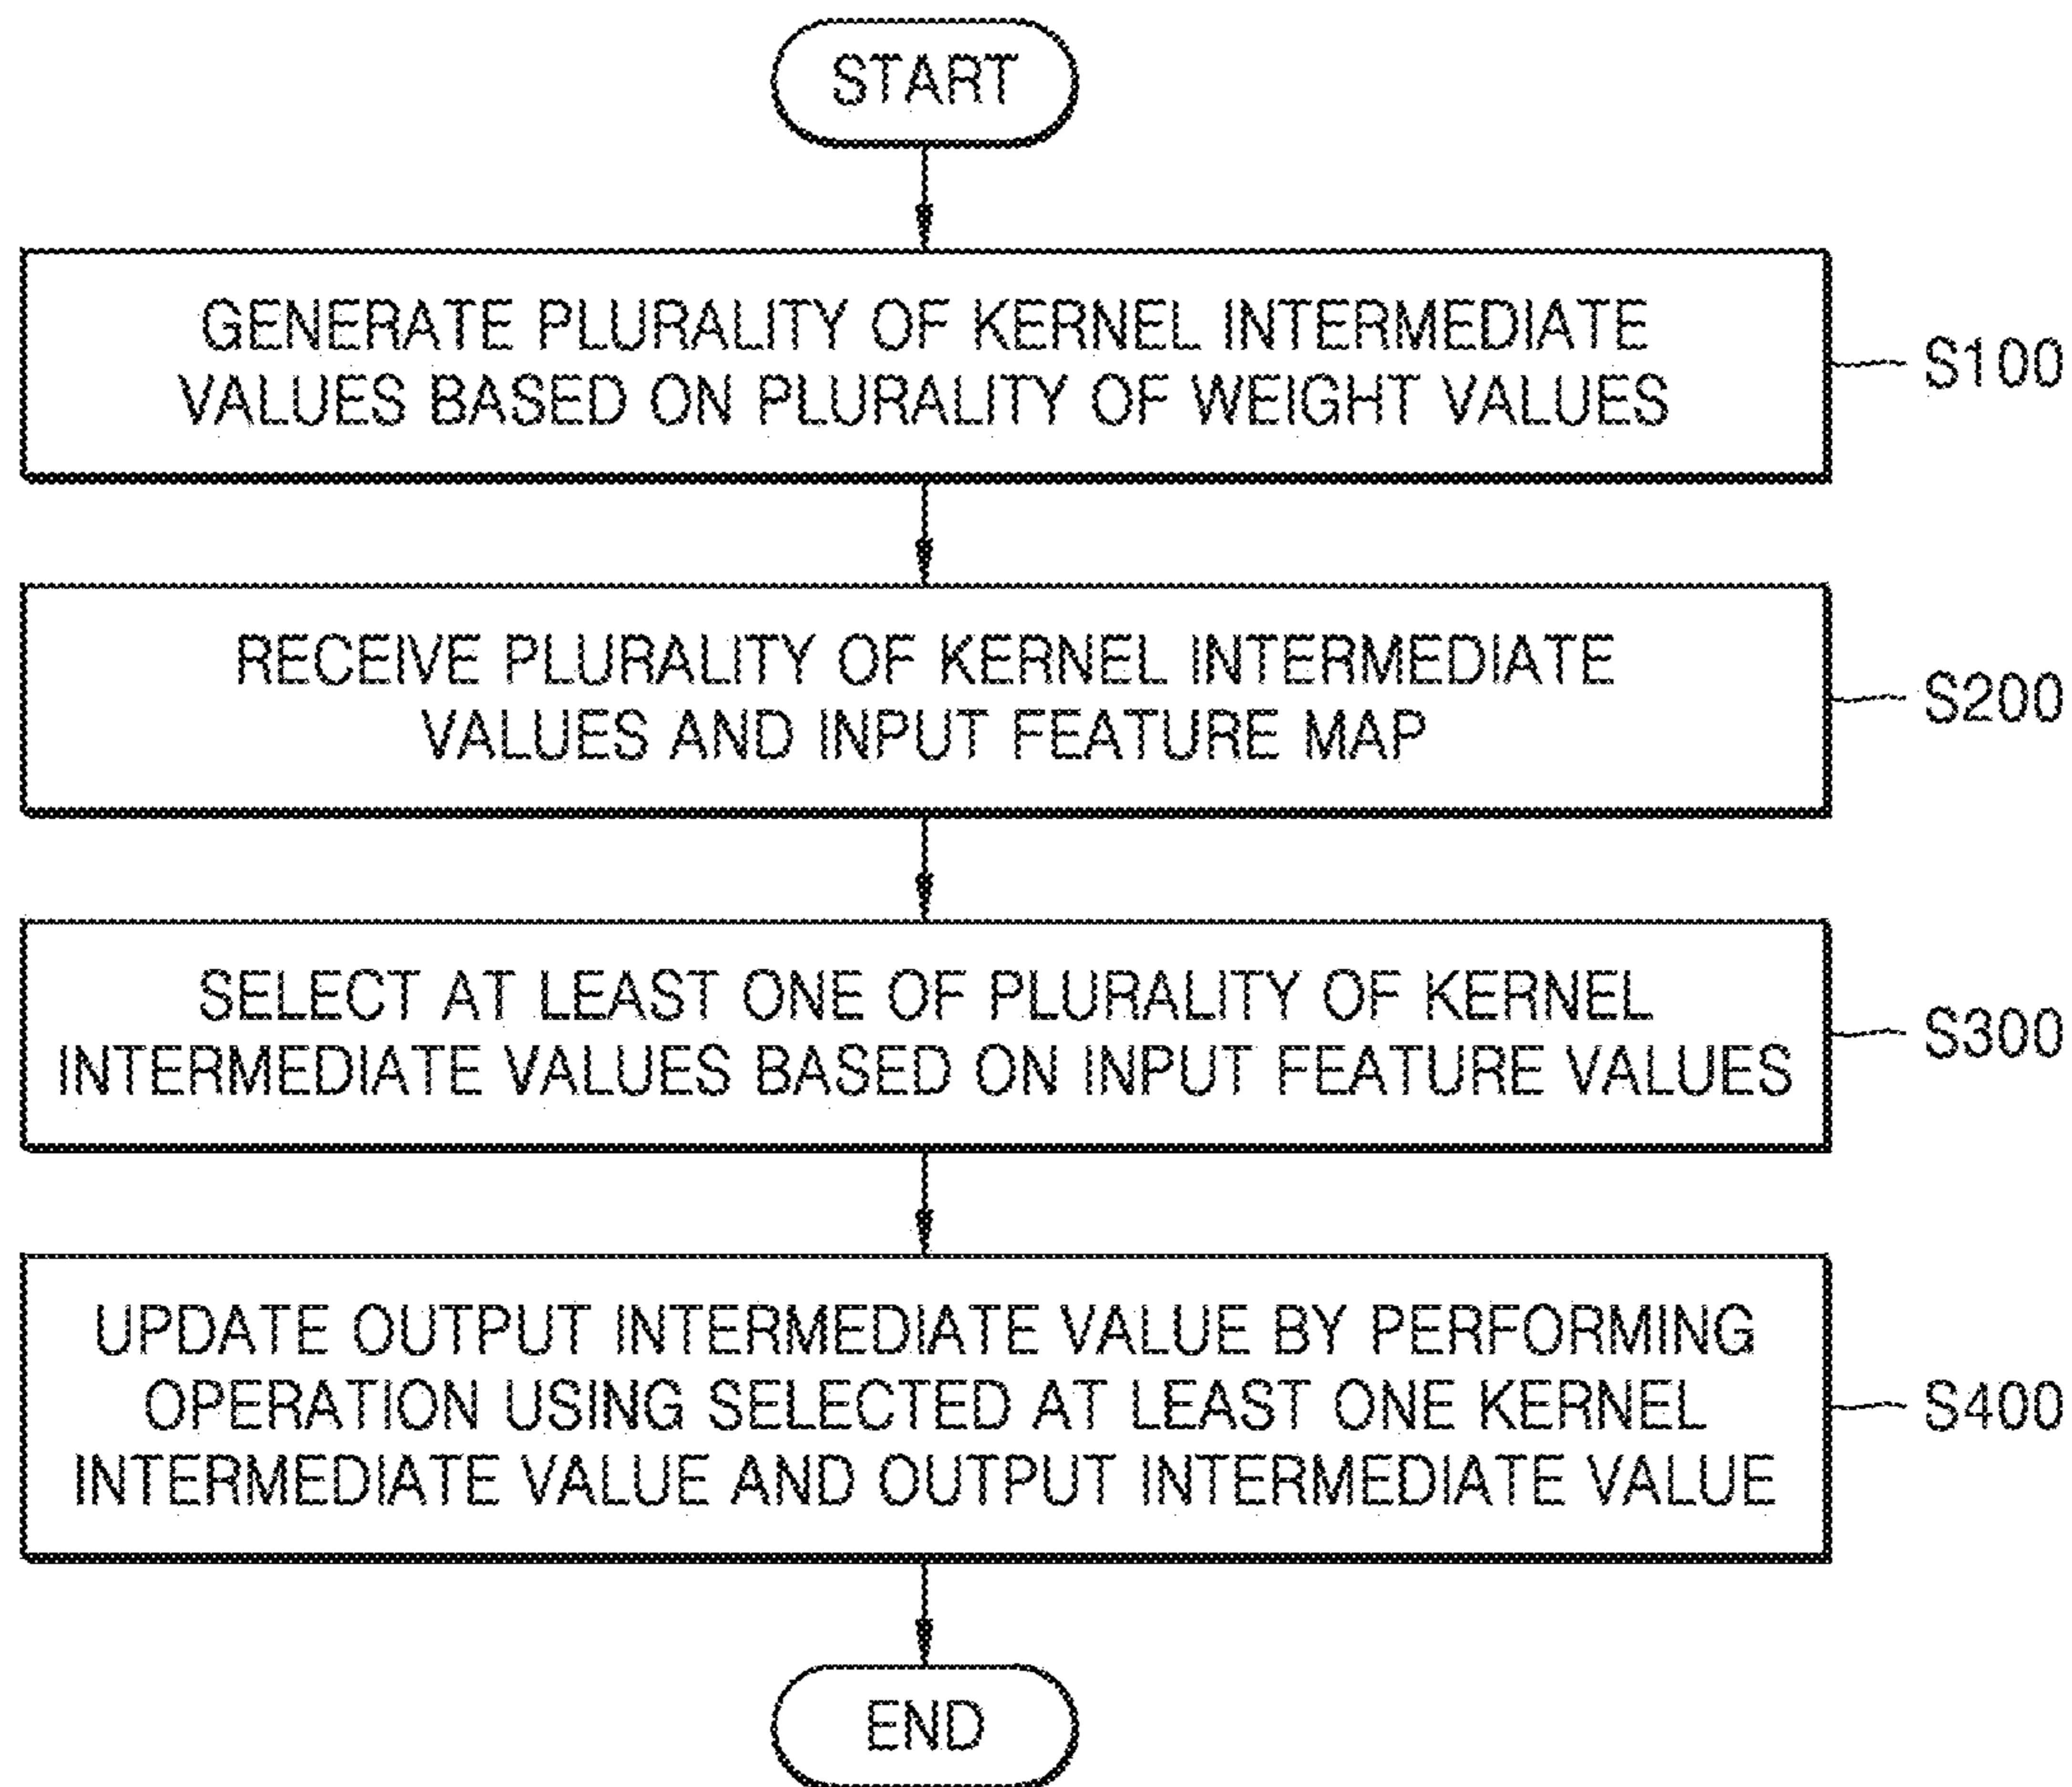 START
GENERATE PLURALITY OF KERNEL INTERMEDIATE
VALUES BASED ON PLURALITY OF WEIGHT VALUES
S100
RECEIVE PLURALITY OF KERNEL INTERMEDIATE
VALUES AND INPUT FEATURE MAP
S200
SELECT AT LEAST ONE OF PLURALITY OF KERNEL
INTERMEDIATE VALUES BASED ON INPUT FEATURE VALUES
S300
UPDATE OUTPUT INTERMEDIATE VALUE BY PERFORMING
OPERATION USING SELECTED AT LEAST ONE KERNEL
INTERMEDIATE VALUE AND OUTPUT INTERMEDIATE VALUE
S400
END